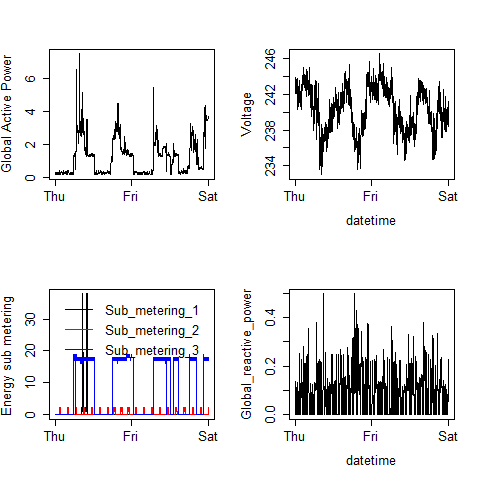 Global Active Power
0 2 4 6
Thu Fri Sat
Voltage
234 238 242 246
Thu Fri Sat
datetime
Energy sub metering
0 10 20 30
Sub_metering_1
Sub_metering_2
Sub_metering_3
Thu Fri Sat
Global_reactive_power
0.0 0.2 0.4
Thu Fri Sat
datetime